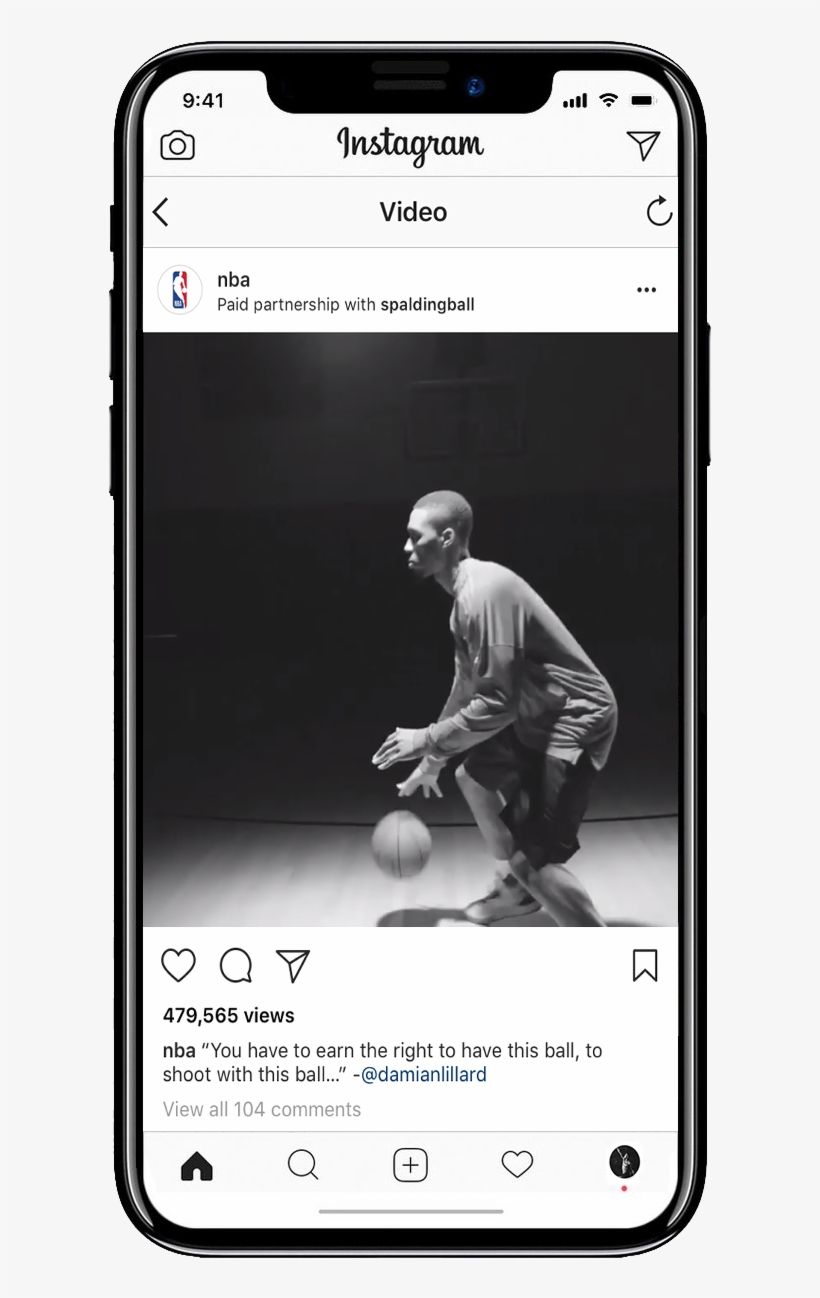 9:41
Instagram
Video
nba
Paid partnership with spaldingball
479,565 views
nba “You have to earn the right to have this ball, to
shoot with this ball...” -@damianlillard
View all 104 comments